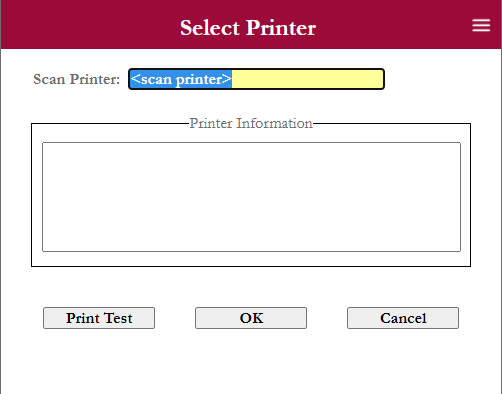 Select Printer
Scan Printer: <scan printer>
Printer Information
Print Test OK Cancel